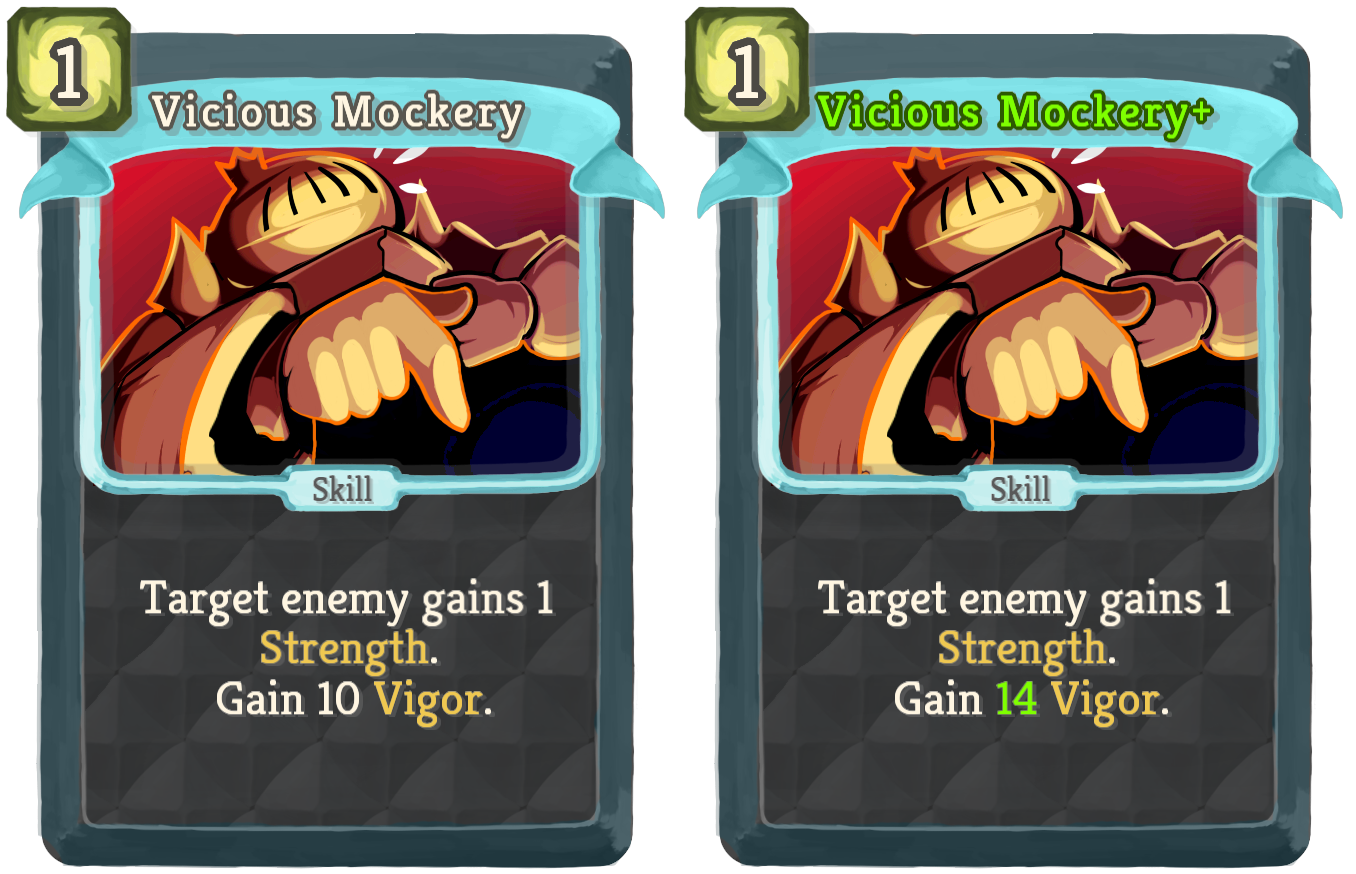 1
Vicious Mockery
Skill
Target enemy gains 1
Strength.
Gain 10 Vigor.
1
Vicious Mockery+
Skill
Target enemy gains 1
Strength.
Gain 14 Vigor.